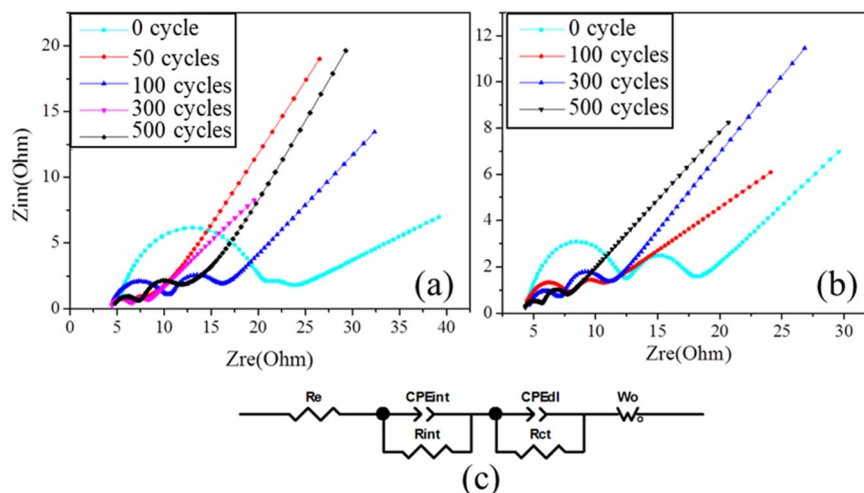 0 cycle
50 cycles
100 cycles
300 cycles
500 cycles
Zim(Ohm)
20
15
10
5
0
0 5 10 15 20 25 30 35 40
Zre(Ohm)
(a)
0 cycle
100 cycles
300 cycles
500 cycles
12
10
8
6
4
2
0
5 10 15 20 25 30
Zre(Ohm)
(b)
Re CPEint CPEdl Wo
Rint Rct
(c)